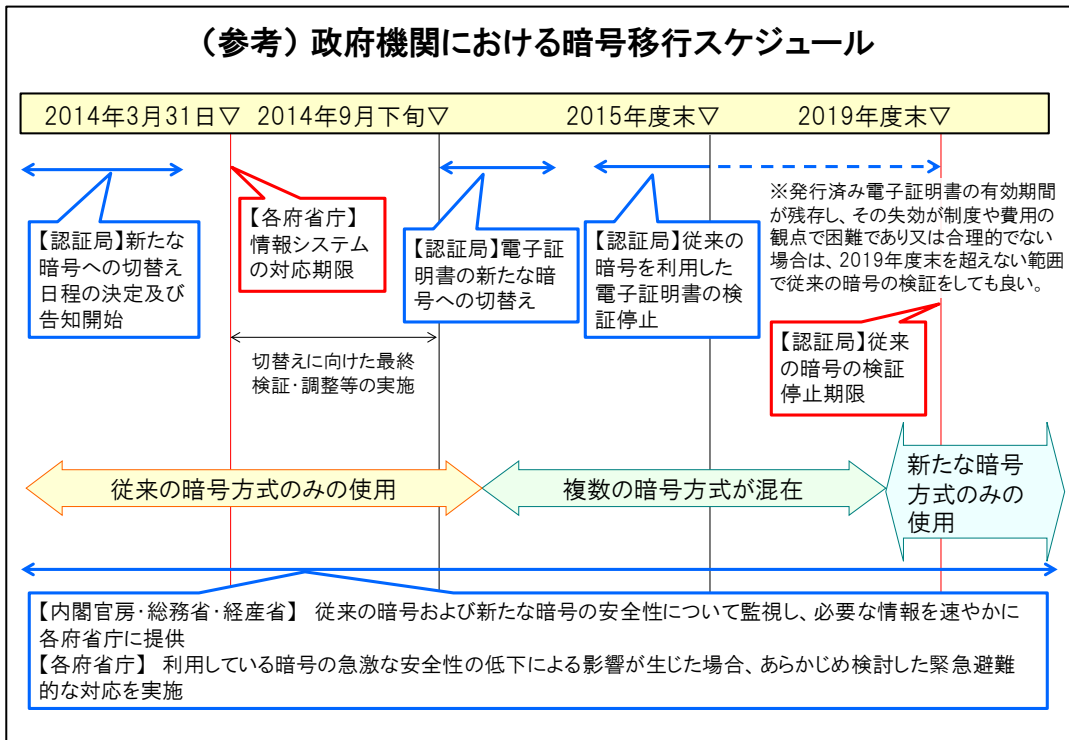 （参考）政府機関における暗号移行スケジュール
2014年3月31日▽ 2014年9月下旬▽ 2015年度末▽ 2019年度末▽
【認証局】新たな
暗号への切替え
日程の決定及び
告知開始
【各府省庁】
情報システム
の対応期限
【認証局】電子証
明書の新たな暗
号への切替え
【認証局】従来の
暗号を利用した
電子証明書の検
証停止
※発行済み電子証明書の有効期間
が残存し、その失効が制度や費用の
観点で困難であり又は合理的でない
場合は、2019年度末を超えない範囲
で従来の暗号の検証をしても良い。
【認証局】従来
の暗号の検証
停止期限
切替えに向けた最終
検証・調整等の実施
従来の暗号方式のみの使用
複数の暗号方式が混在
新たな暗号
方式のみの
使用
【内閣官房・総務省・経産省】 従来の暗号および新たな暗号の安全性について監視し、必要な情報を速やかに
各府省庁に提供
【各府省庁】 利用している暗号の急激な安全性の低下による影響が生じた場合、あらかじめ検討した緊急避難
的な対応を実施